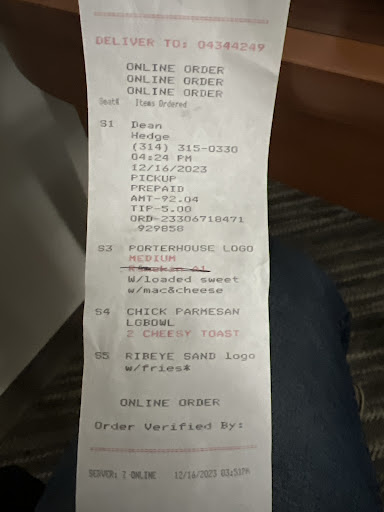 DELIVER TO: 04344249
ONLINE ORDER
ONLINE ORDER
ONLINE ORDER
Seat# Items Ordered
S1 Dean
Hedge
(314) 315-0330
04:24 PM
12/16/2023
PICKUP
PREPAID
AMT-92.04
TIP-5.00
ORD-23306718471
929858
S3 PORTERHOUSE LOGO
MEDIUM
W/loaded sweet
w/mac&cheese
S4 CHICK PARMESAN
LGBOWL
2 CHEESY TOAST
S5 RIBEYE SAND logo
w/fries*
ONLINE ORDER
Order Verified By:
SERVER: 7 ONLINE 12/16/2023 03:53PM